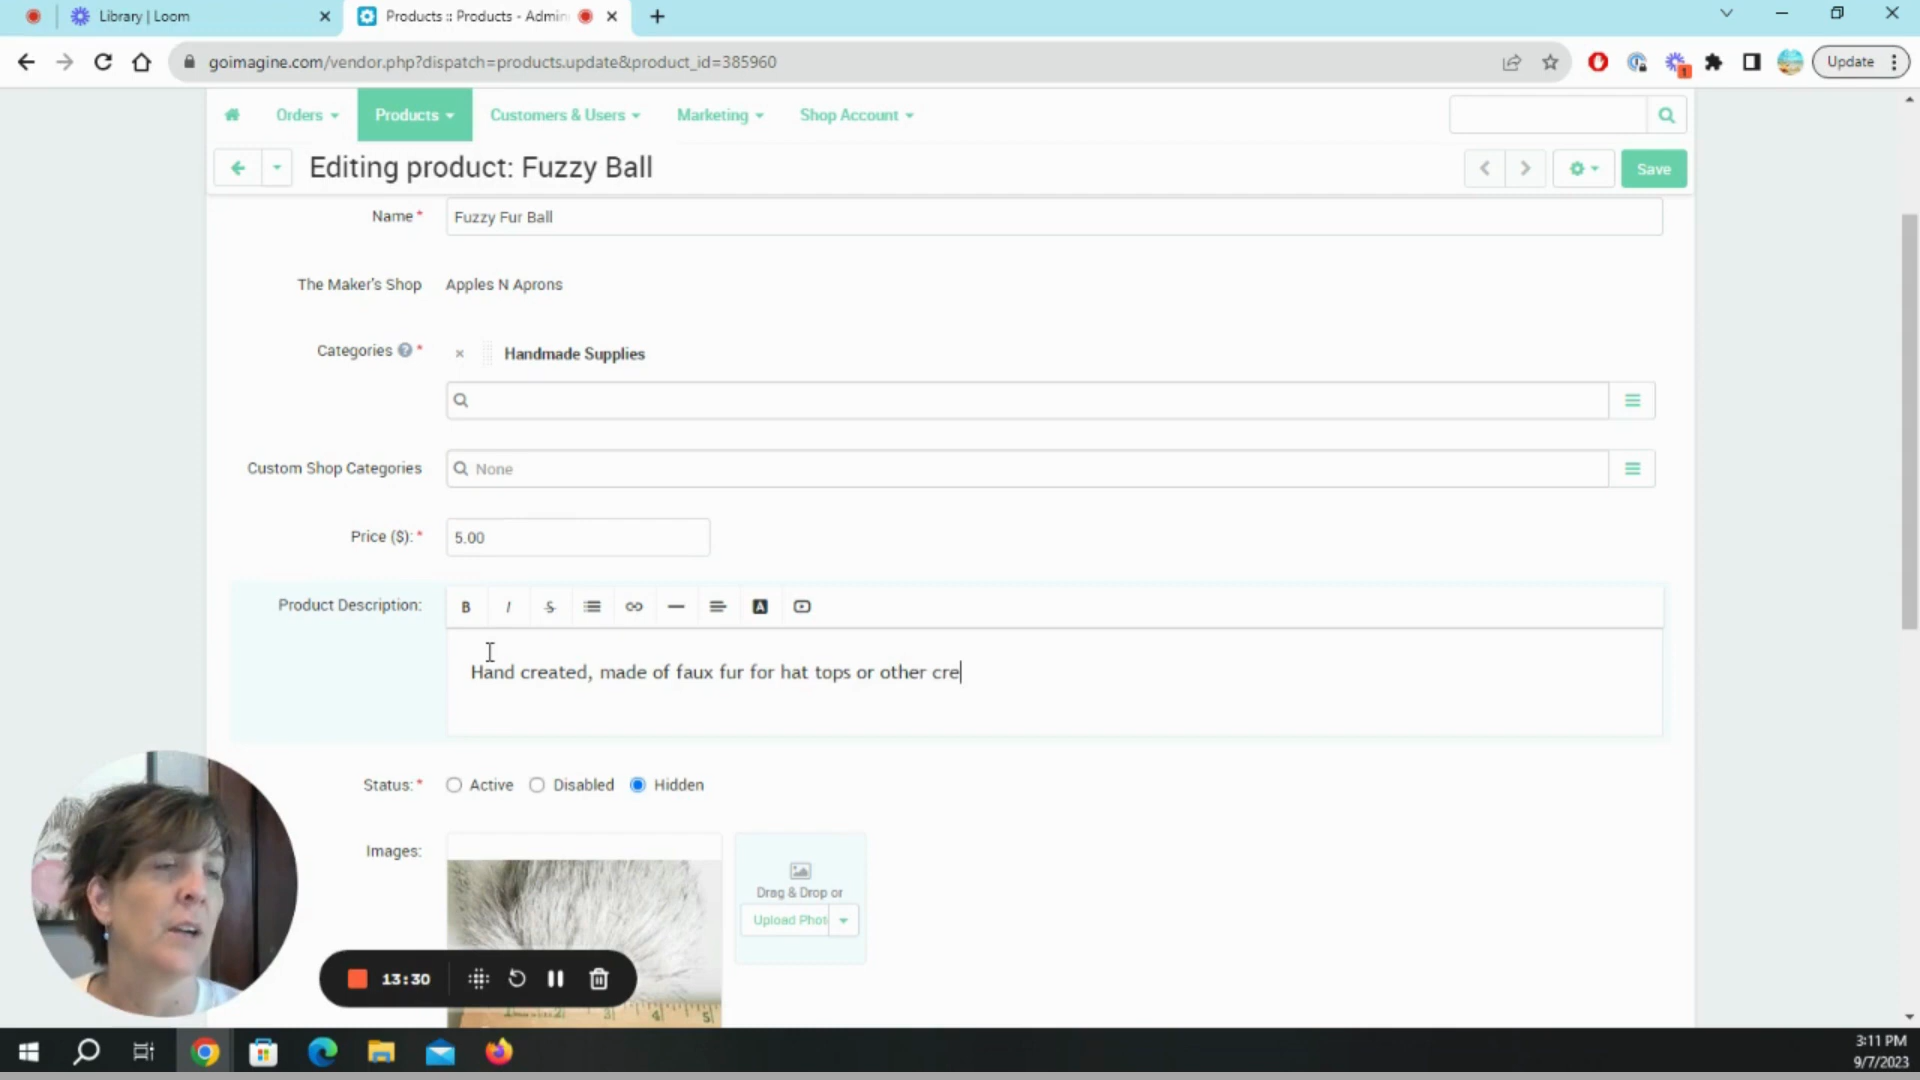 Library | Loom
Products :: Products - Admin
goimagine.com/vendor.php?dispatch=products.update&product_id=385960
1
Update
Orders
Products
Customers & Users
Marketing
Shop Account
Editing product: Fuzzy Ball
Save
Name*
Fuzzy Fur Ball
The Maker's Shop
Apples N Aprons
Categories ? *
Handmade Supplies
Custom Shop Categories
None
Price ($): *
5.00
Product Description:
B I S A
Hand created, made of faux fur for hat tops or other cre
Status: *
Active
Disabled
Hidden
Images:
Drag & Drop or
Upload Phot
13:30
3 4 5
3:11 PM
9/7/2023